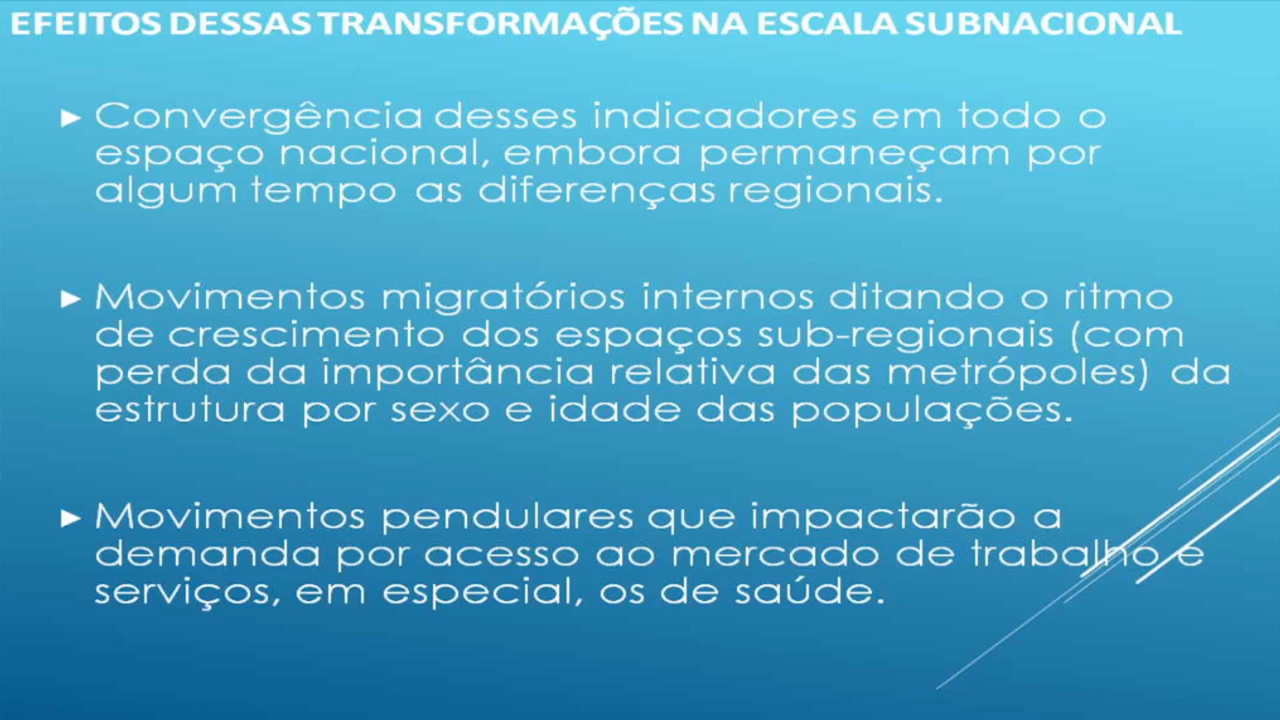 EFEITOS DESSAS TRANSFORMAÇÕES NA ESCALA SUBNACIONAL
Convergência desses indicadores em todo o
espaço nacional, embora permaneçam por
algum tempo as diferenças regionais.
Movimentos migratórios internos ditando o ritmo
de crescimento dos espaços sub-regionais (com
perda da importância relativa das metrópoles) da
estrutura por sexo e idade das populações.
Movimentos pendulares que impactarão a
demanda por acesso ao mercado de trabalho e
serviços, em especial, os de saúde.